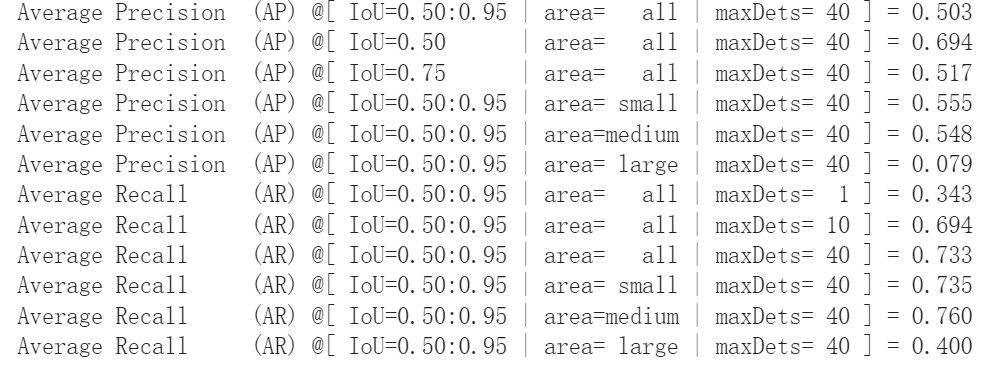 Average Precision (AP) @[ IoU=0.50:0.95 | area= all | maxDets= 40 ] = 0.503
Average Precision (AP) @[ IoU=0.50 | area= all | maxDets= 40 ] = 0.694
Average Precision (AP) @[ IoU=0.75 | area= all | maxDets= 40 ] = 0.517
Average Precision (AP) @[ IoU=0.50:0.95 | area= small | maxDets= 40 ] = 0.555
Average Precision (AP) @[ IoU=0.50:0.95 | area=medium | maxDets= 40 ] = 0.548
Average Precision (AP) @[ IoU=0.50:0.95 | area= large | maxDets= 40 ] = 0.079
Average Recall (AR) @[ IoU=0.50:0.95 | area= all | maxDets= 1 ] = 0.343
Average Recall (AR) @[ IoU=0.50:0.95 | area= all | maxDets= 10 ] = 0.694
Average Recall (AR) @[ IoU=0.50:0.95 | area= all | maxDets= 40 ] = 0.733
Average Recall (AR) @[ IoU=0.50:0.95 | area= small | maxDets= 40 ] = 0.735
Average Recall (AR) @[ IoU=0.50:0.95 | area=medium | maxDets= 40 ] = 0.760
Average Recall (AR) @[ IoU=0.50:0.95 | area= large | maxDets= 40 ] = 0.400